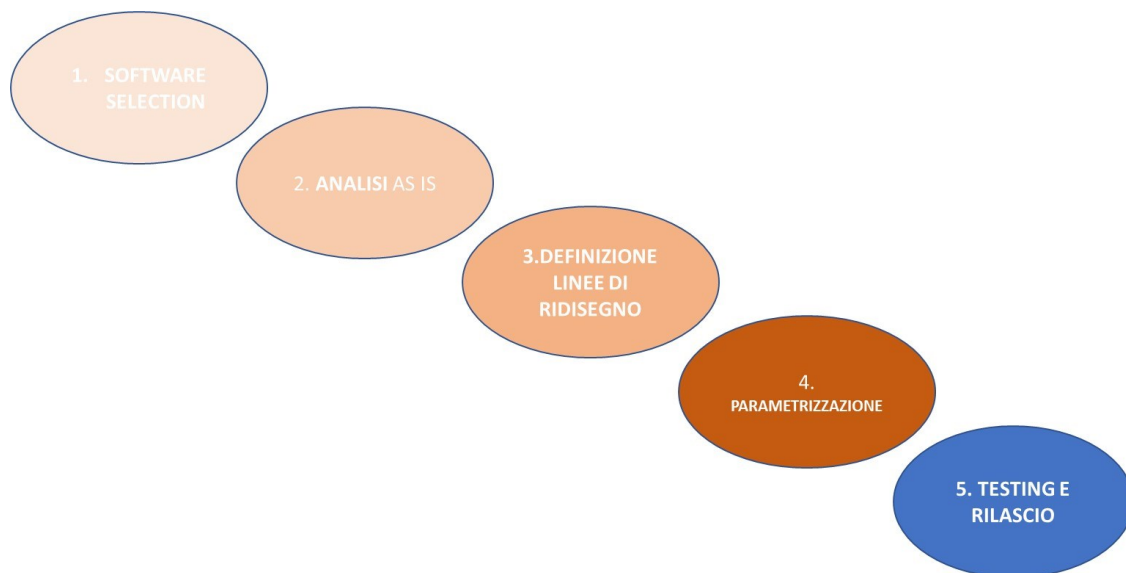 1. SOFTWARE
SELECTION
2. ANALISI AS IS
3.DEFINIZIONE
LINEE DI
RIDISEGNO
4.
PARAMETRIZZAZIONE
5. TESTING E
RILASCIO